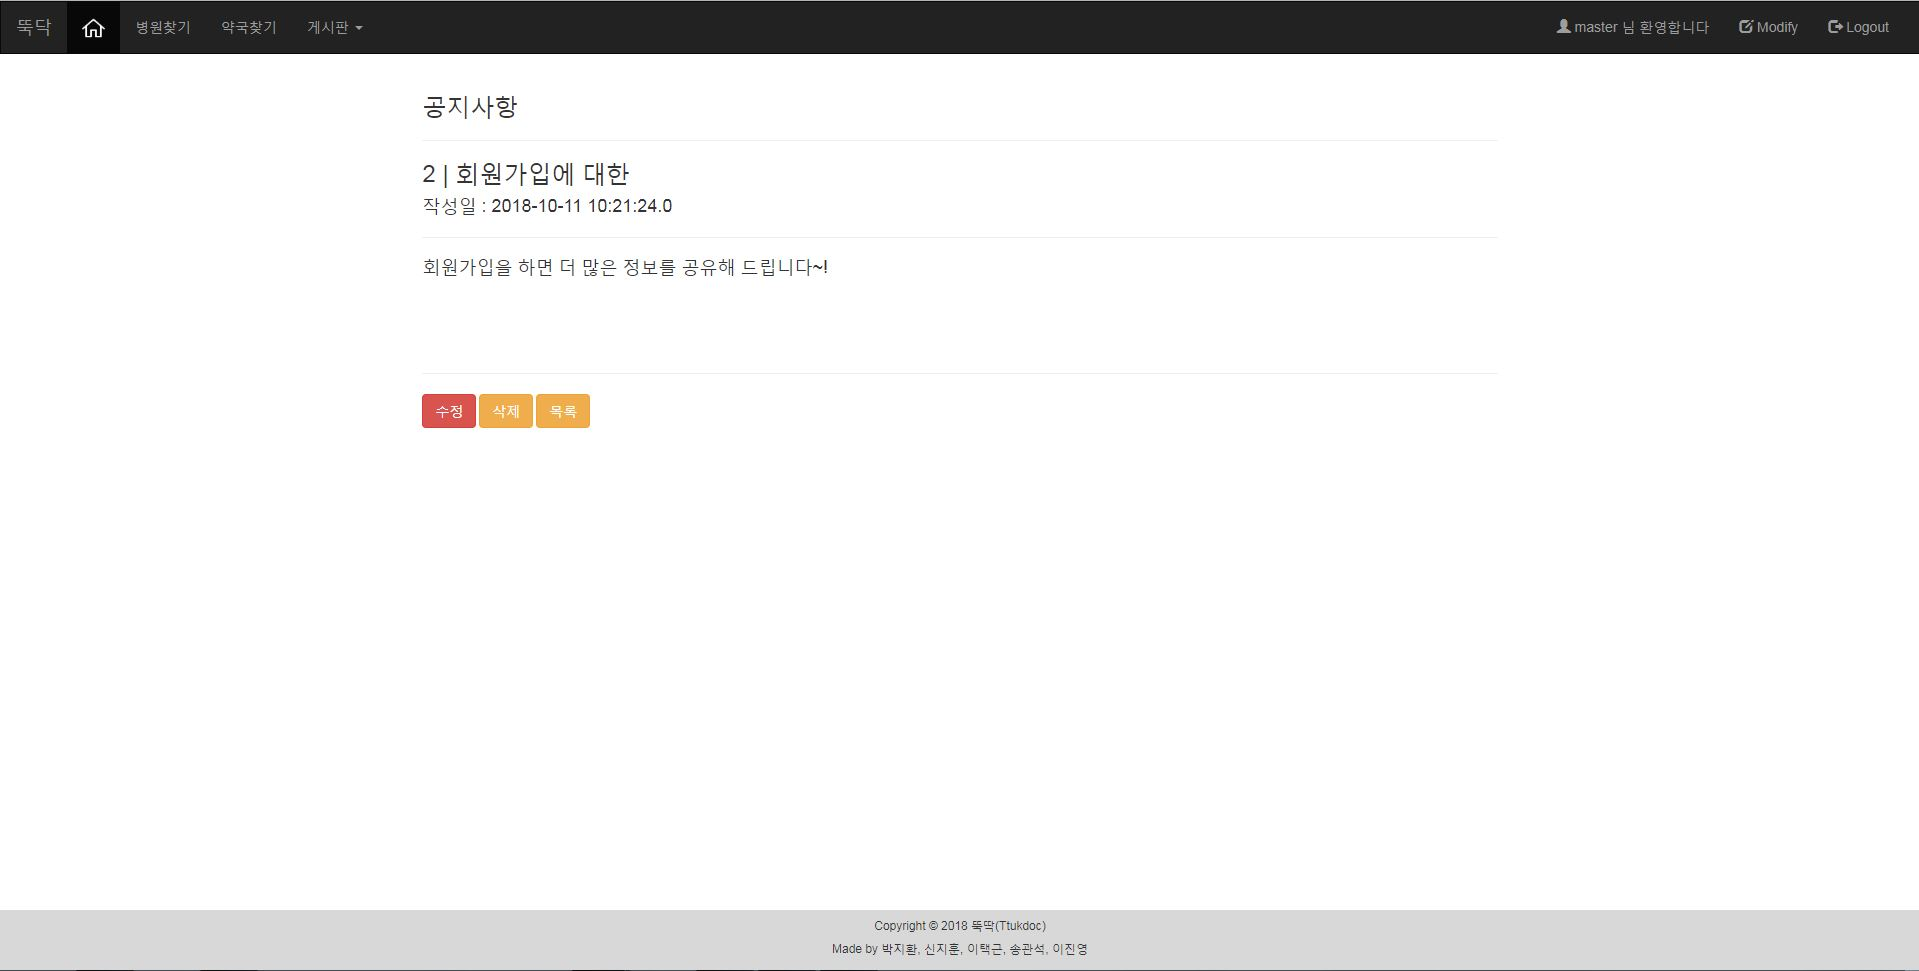 뚝닥 병원찾기 약국찾기 게시판 master 님 환영합니다 Modify Logout
공지사항
2 | 회원가입에 대한
작성일 : 2018-10-11 10:21:24.0
회원가입을 하면 더 많은 정보를 공유해 드립니다~!
수정 삭제 목록
Copyright © 2018 뚝딱(Ttukdoc)
Made by 박지환, 신지훈, 이택근, 송관석, 이진영